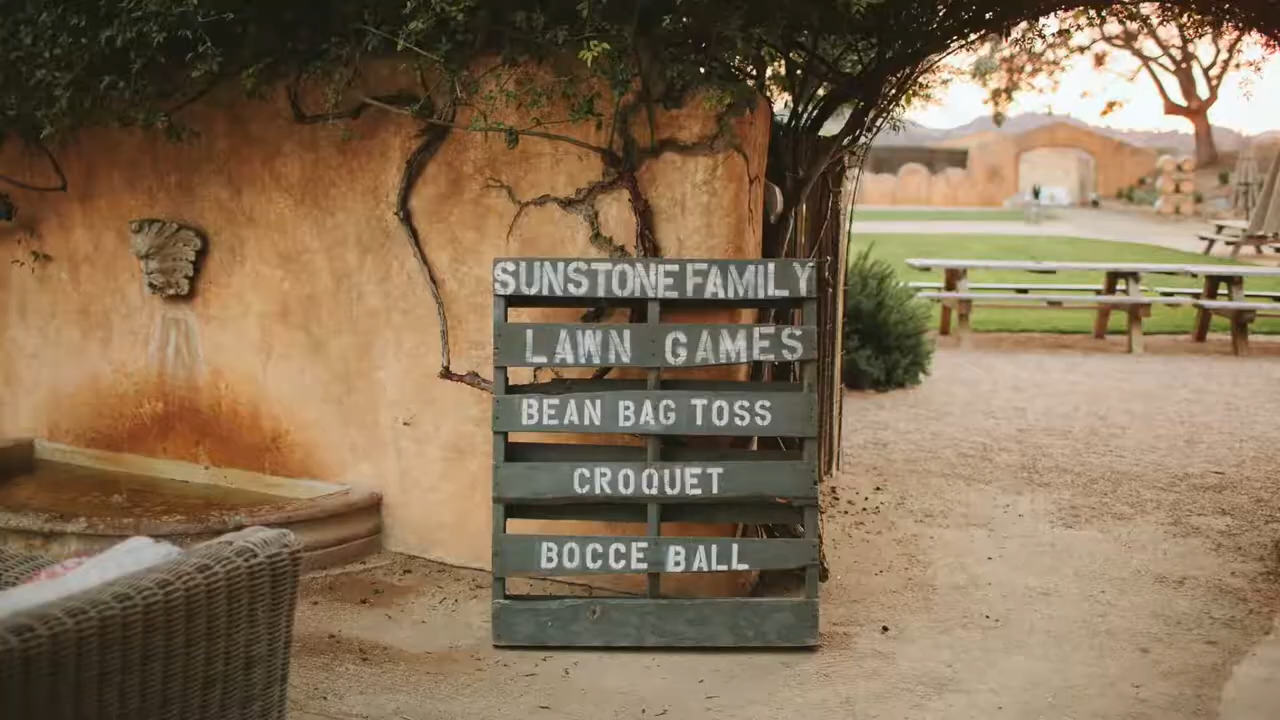 SUNSTONE FAMILY
LAWN GAMES
BEAN BAG TOSS
CROQUET
BOCCE BALL